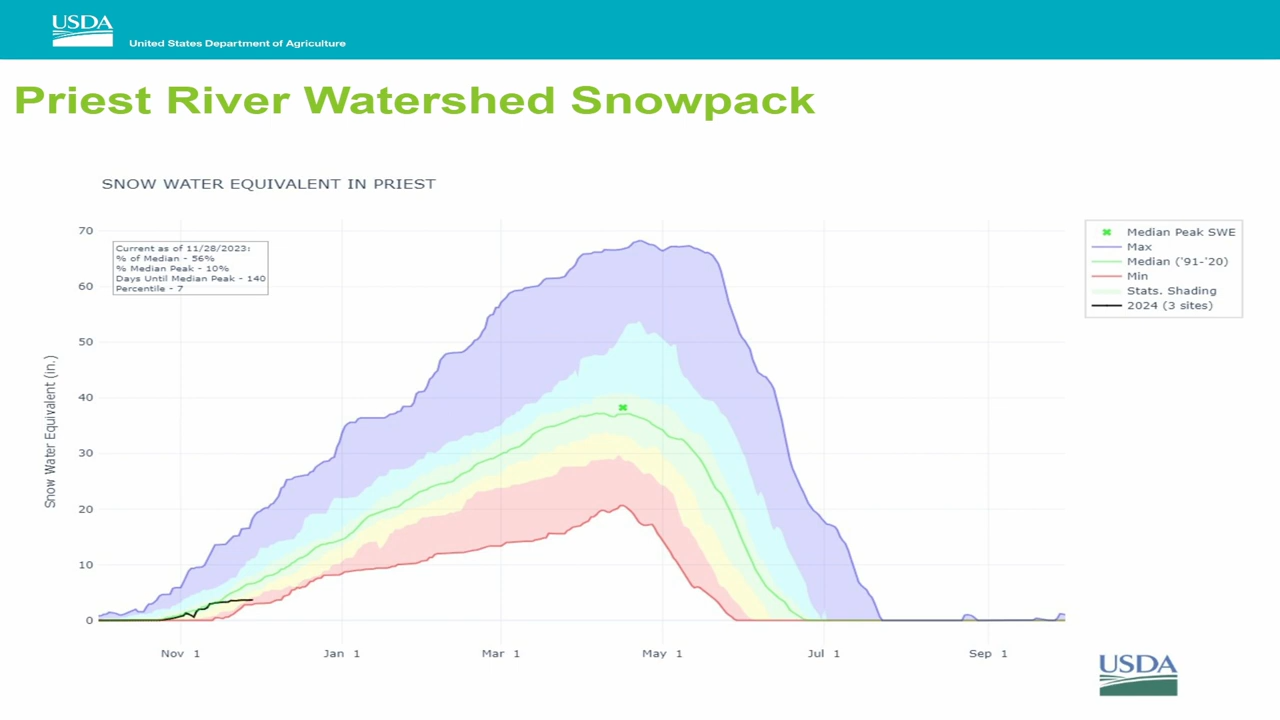 USDA
United States Department of Agriculture
Priest River Watershed Snowpack
SNOW WATER EQUIVALENT IN PRIEST
Current as of 11/28/2023:
% of Median - 56%
% Median Peak - 10%
Days Until Median Peak - 140
Percentile - 7
Median Peak SWE
Max
Median ('91-'20)
Min
Stats. Shading
2024 (3 sites)
Snow Water Equivalent (in.)
70
60
50
40
30
20
10
0
Nov 1
Jan 1
Mar 1
May 1
Jul 1
Sep 1
USDA